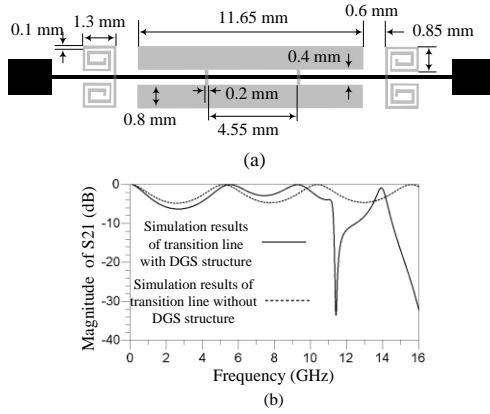 11.65 mm
0.6 mm
0.1 mm
1.3 mm
0.85 mm
0.4 mm
0.2 mm
0.8 mm
4.55 mm
(a)
Magnitude of S21 (dB)
0
-10
-20
-30
-40
Simulation results
of transition line
with DGS structure
Simulation results of
transition line without
DGS structure
0 2 4 6 8 10 12 14 16
Frequency (GHz)
(b)